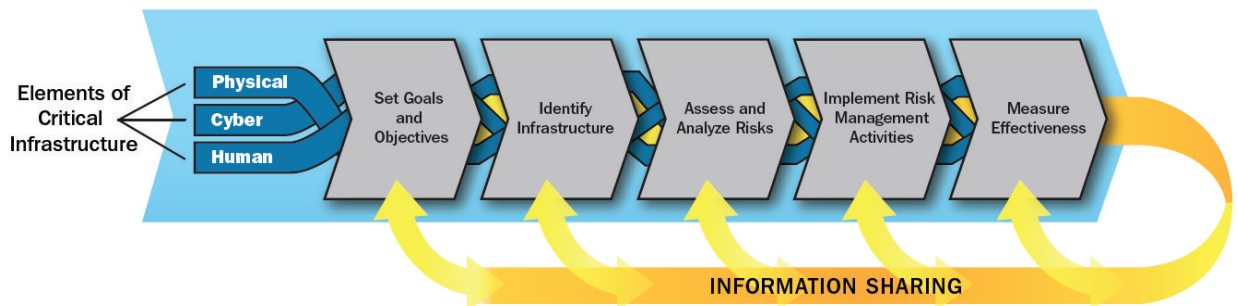 Elements of
Critical
Infrastructure
Physical
Cyber
Human
Set Goals
and
Objectives
Identify
Infrastructure
Assess and
Analyze Risks
Implement Risk
Management
Activities
Measure
Effectiveness
INFORMATION SHARING